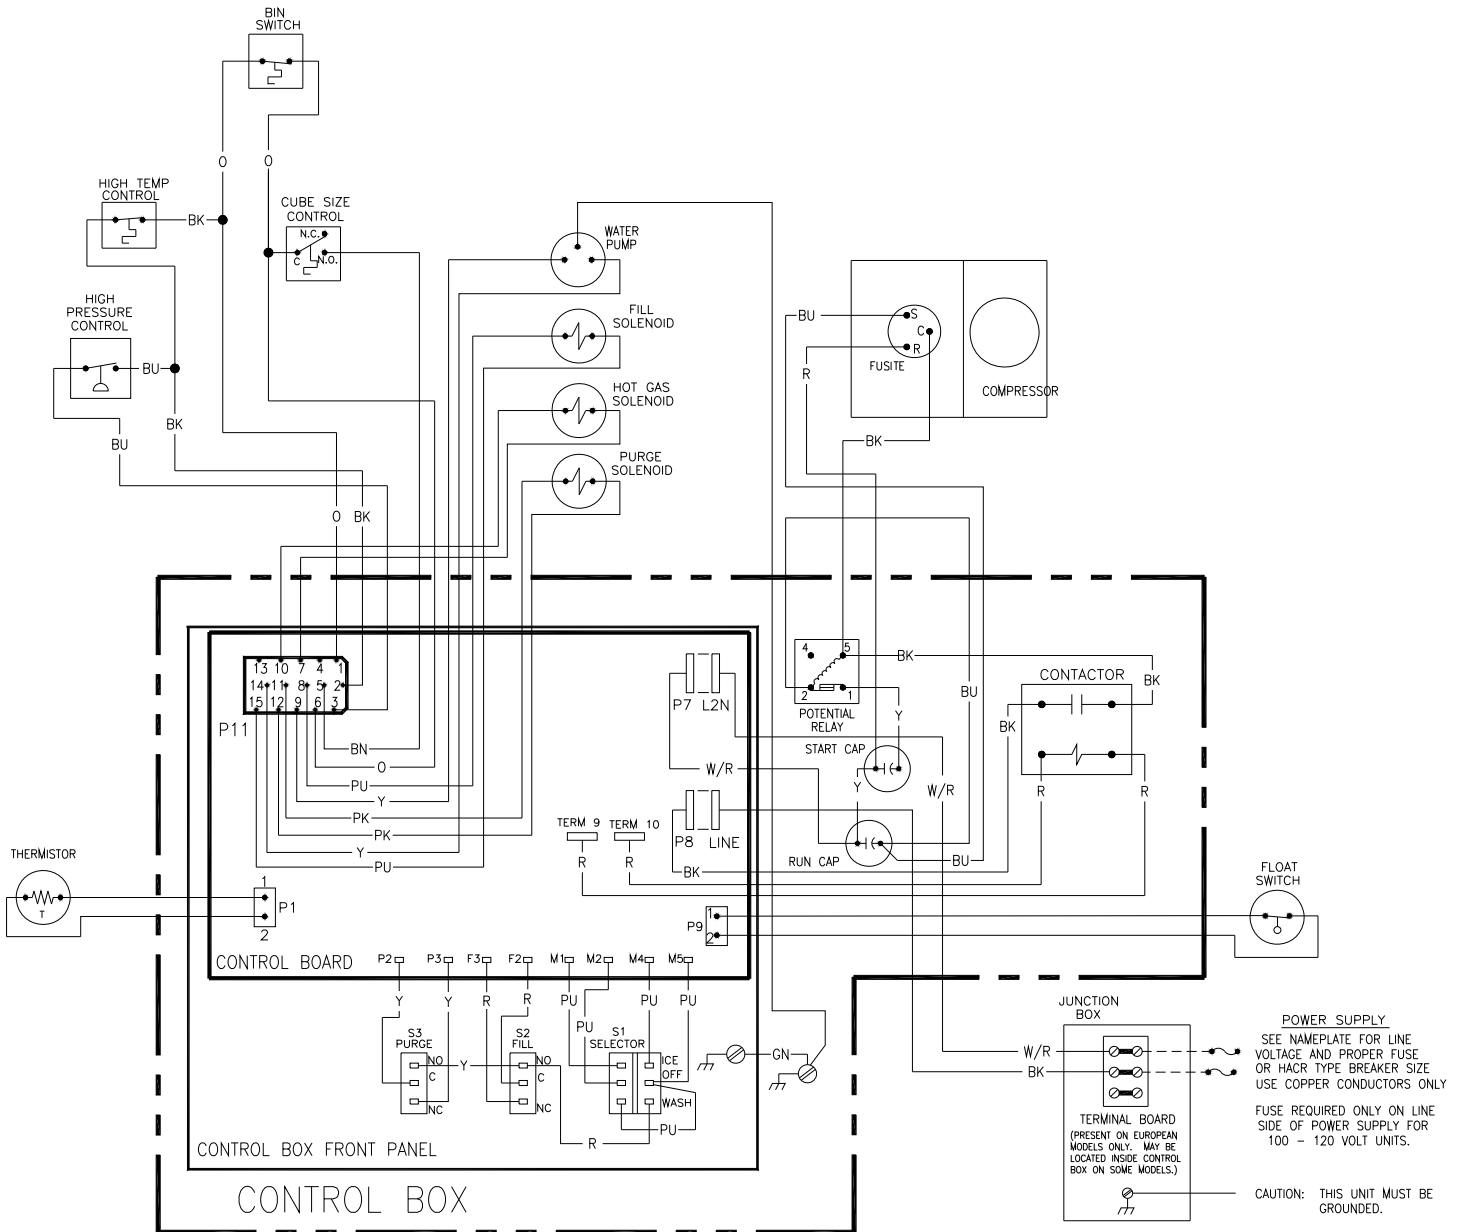 BIN
SWITCH
O
O
HIGH TEMP
CONTROL
BK
CUBE SIZE
CONTROL
N.C.
C
N.O.
WATER
PUMP
HIGH
PRESSURE
CONTROL
BU
BK
BU
O
BK
FILL
SOLENOID
HOT GAS
SOLENOID
PURGE
SOLENOID
BU
S
C
R
FUSITE
R
COMPRESSOR
BK
13 10 7 4 1
14 11 8 5 2
15 12 9 6 3
P11
BN
O
PU
Y
PK
PK
Y
PU
P7 L2N
W/R
TERM 9 TERM 10
R
R
P8 LINE
BK
4
5
2
1
POTENTIAL
RELAY
BK
BK
Y
START CAP
Y
RUN CAP
BU
BU
W/R
BK
CONTACTOR
R
R
THERMISTOR
T
1
P1
2
P9
1
2
FLOAT
SWITCH
CONTROL BOARD
P2
P3
F3
F2
M1
M2
M4
M5
Y
Y
R
R
PU
PU
PU
PU
S3
PURGE
NO
C
NC
Y
S2
FILL
NO
C
NC
S1
SELECTOR
ICE
OFF
WASH
PU
R
GN
CONTROL BOX FRONT PANEL
CONTROL BOX
JUNCTION
BOX
W/R
BK
TERMINAL BOARD
(PRESENT ON EUROPEAN
MODELS ONLY. MAY BE
LOCATED INSIDE CONTROL
BOX ON SOME MODELS.)
POWER SUPPLY
SEE NAMEPLATE FOR LINE
VOLTAGE AND PROPER FUSE
OR HACR TYPE BREAKER SIZE
USE COPPER CONDUCTORS ONLY
FUSE REQUIRED ONLY ON LINE
SIDE OF POWER SUPPLY FOR
100 - 120 VOLT UNITS.
CAUTION: THIS UNIT MUST BE
GROUNDED.